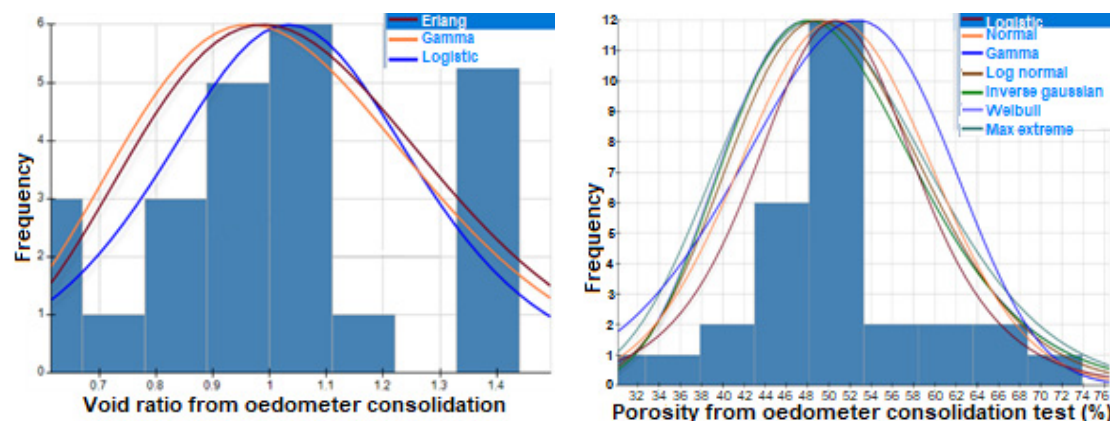 Erlang
Gamma
Logistic
6
5
4
3
2
1
0
Frequency
0.7 0.8 0.9 1 1.1 1.2 1.3 1.4
Void ratio from oedometer consolidation
Logistic
Normal
Gamma
Log normal
Inverse gaussian
Weibull
Max extreme
12
11
10
9
8
7
6
5
4
3
2
1
0
Frequency
32 34 36 38 40 42 44 46 48 50 52 54 56 58 60 62 64 66 68 70 72 74 76
Porosity from oedometer consolidation test (%)